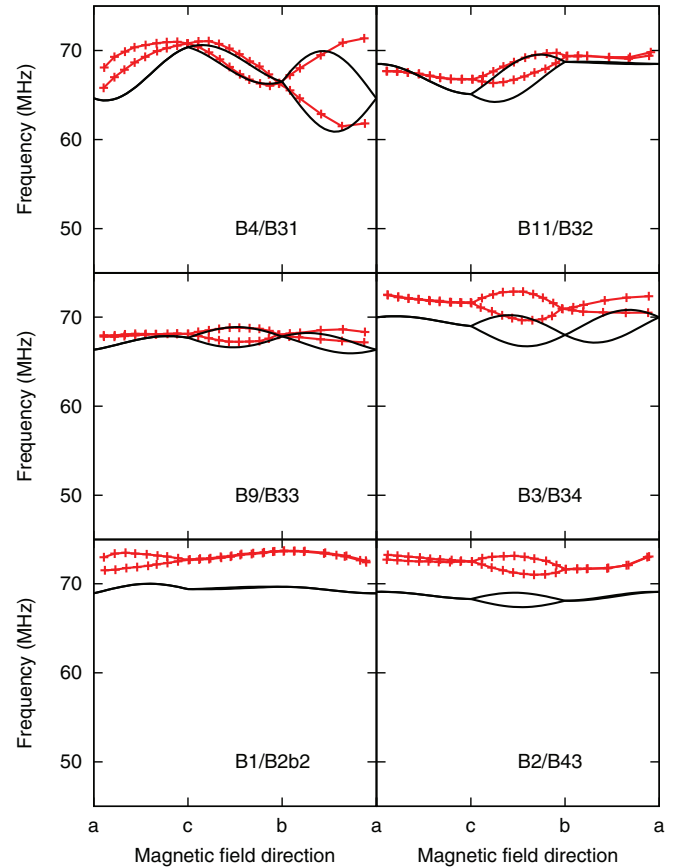 70
60
50
Frequency (MHz)
B4/B31
B11/B32
70
60
50
Frequency (MHz)
B9/B33
B3/B34
70
60
50
Frequency (MHz)
B1/B2b2
B2/B43
a c b a c b a
Magnetic field direction Magnetic field direction